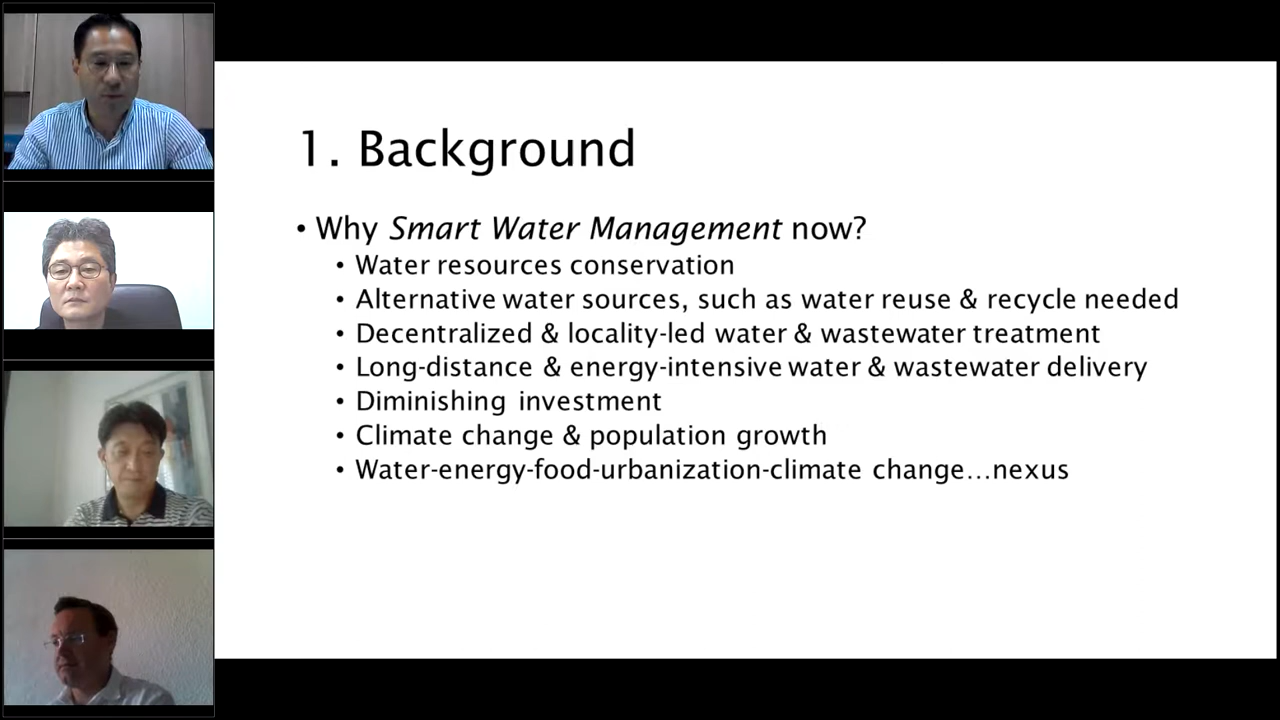 1. Background
• Why Smart Water Management now?
• Water resources conservation
• Alternative water sources, such as water reuse & recycle needed
• Decentralized & locality-led water & wastewater treatment
• Long-distance & energy-intensive water & wastewater delivery
• Diminishing investment
• Climate change & population growth
• Water-energy-food-urbanization-climate change…nexus